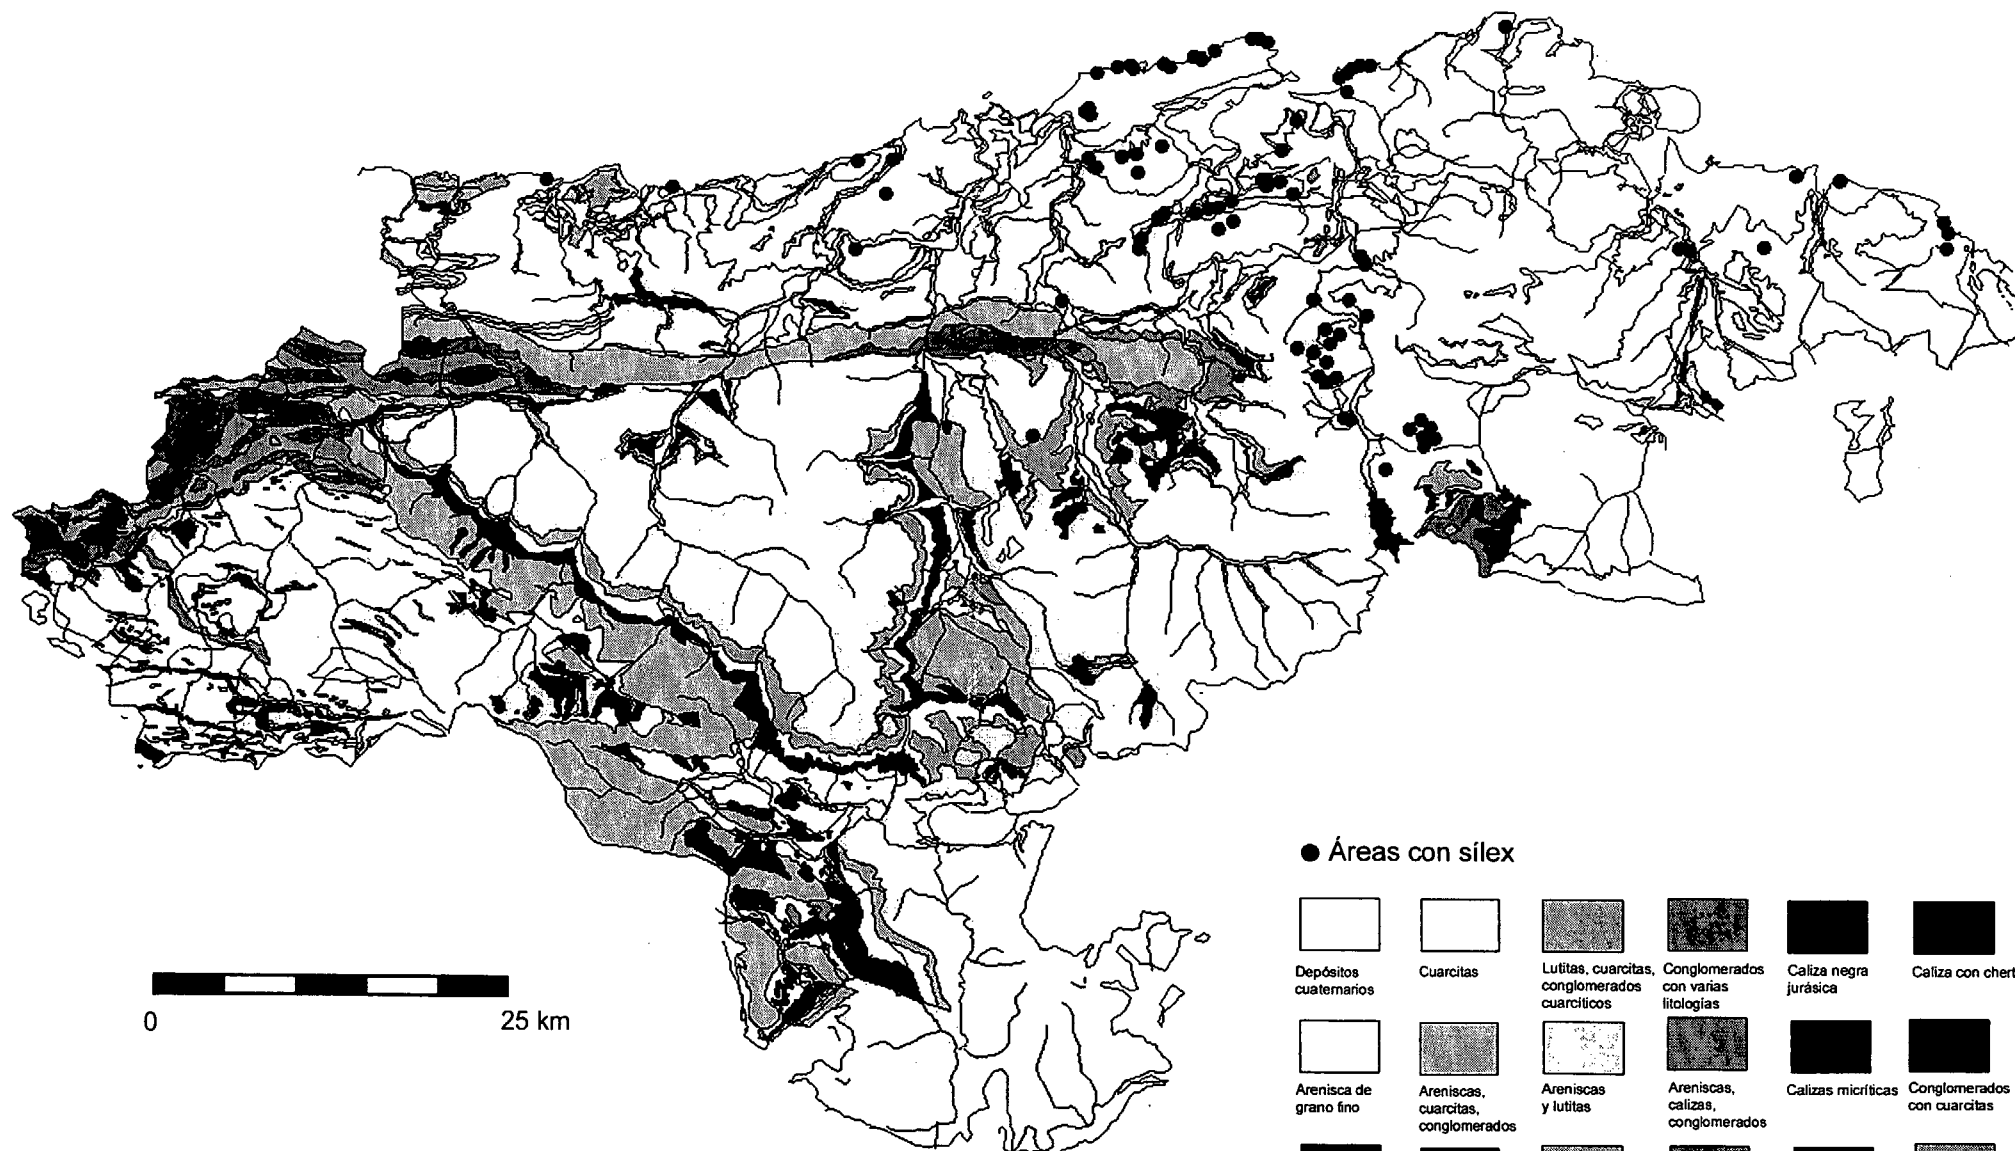 Áreas con sílex
Depósitos
cuaternarios
Cuarcitas
Lutitas, cuarcitas,
conglomerados
cuarcíticos
Conglomerados
con varias
litologías
Caliza negra
jurásica
Caliza con chert
Arenisca de
grano fino
Areniscas,
cuarcitas,
conglomerados
Areniscas
y lutitas
Areniscas,
calizas,
conglomerados
Calizas micríticas
Conglomerados
con cuarcitas
0
25 km